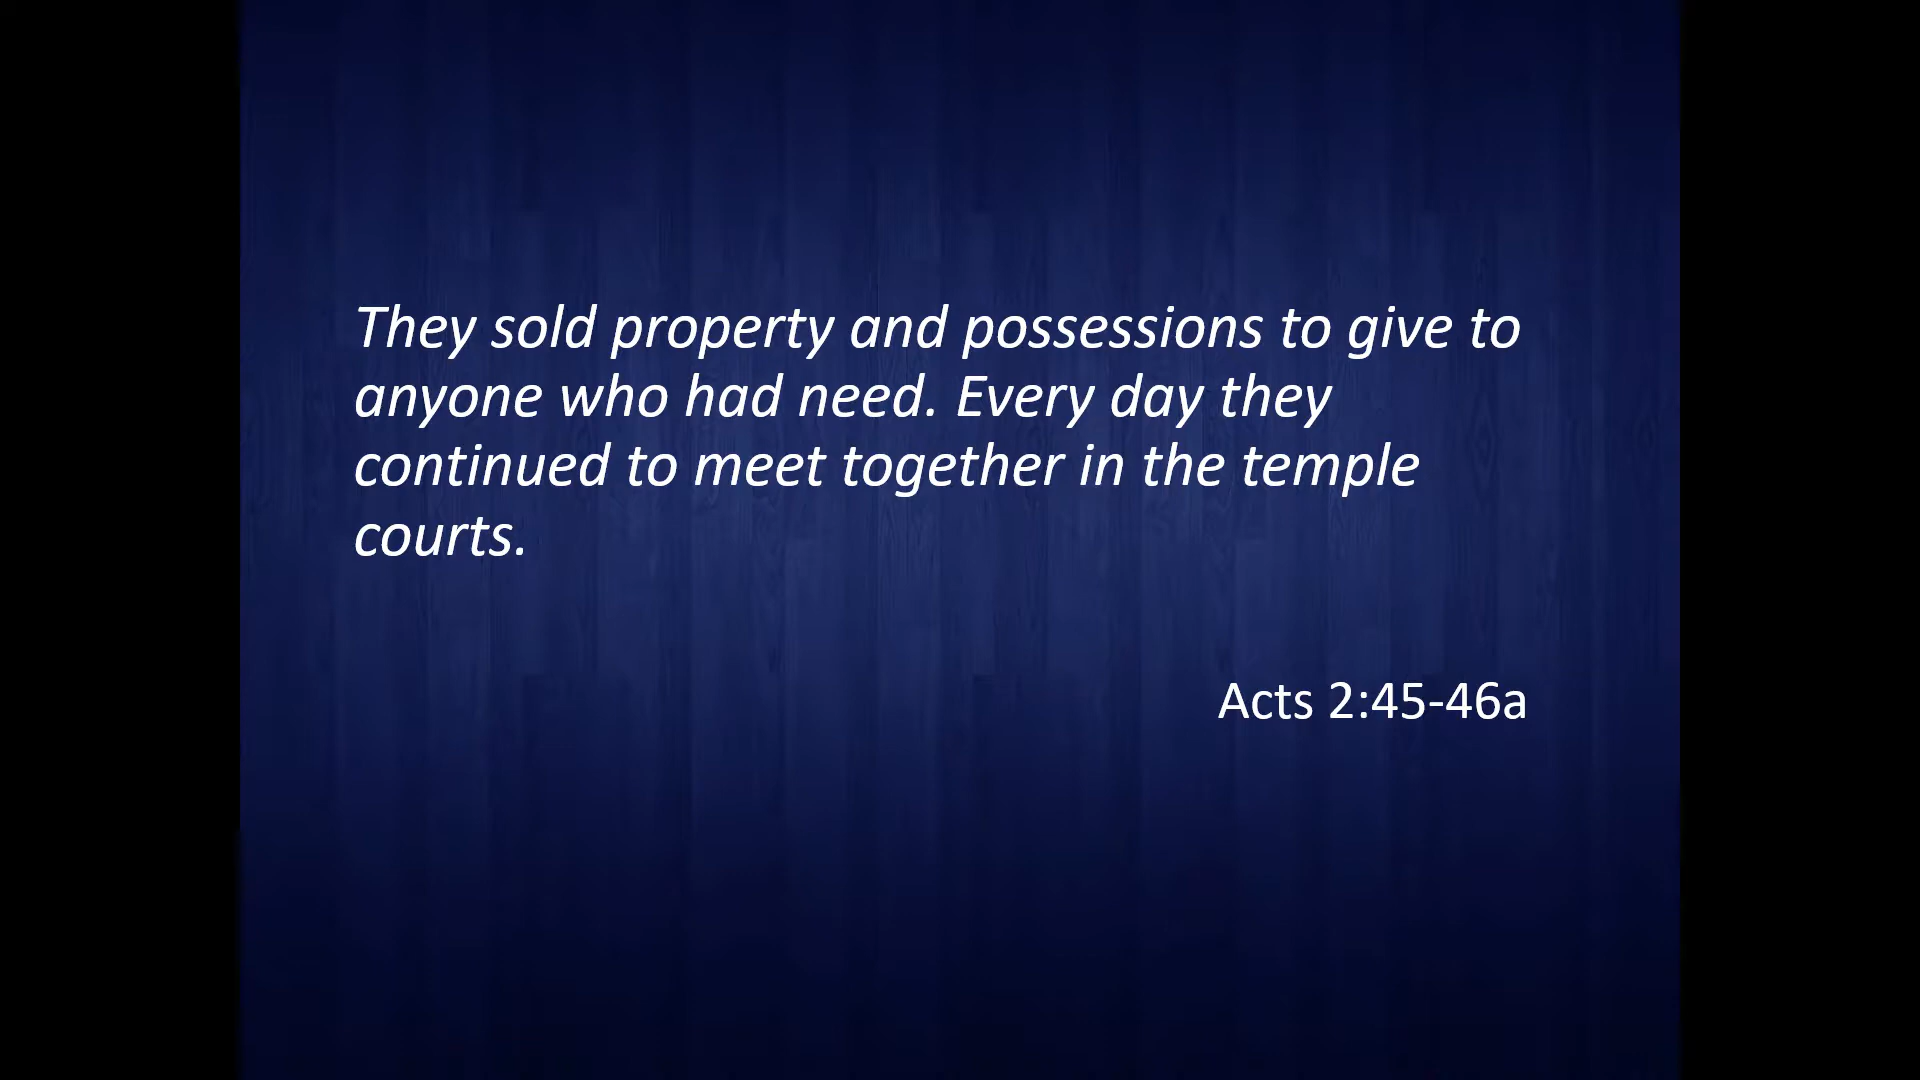 They sold property and possessions to give to
anyone who had need. Every day they
continued to meet together in the temple
courts.
Acts 2:45-46a